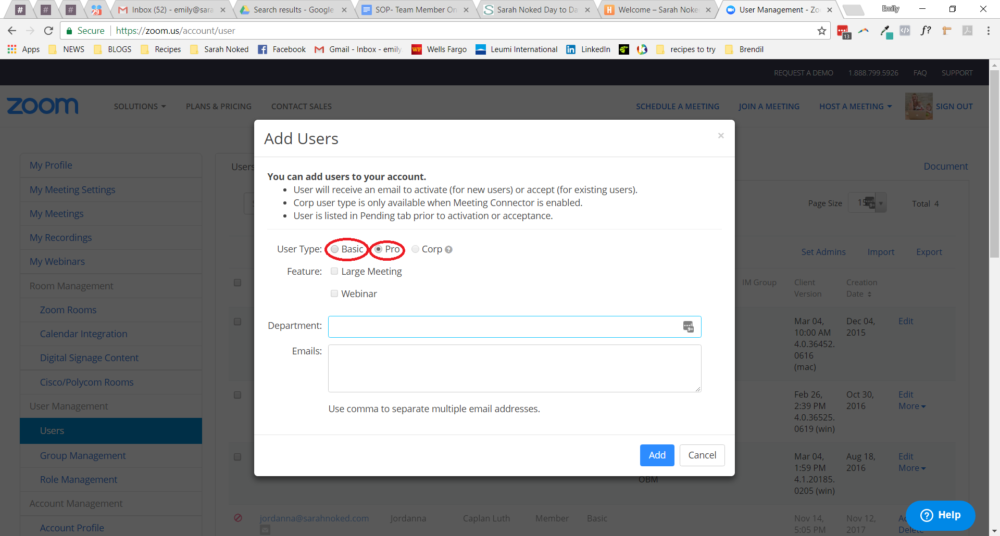 Inbox (52) - emily@sara
Search results - Google
SOP- Team Member On
Sarah Noked Day to Da
Welcome – Sarah Noke
User Management - Zo
Emily
Secure
https://zoom.us/account/user
13
f?
Apps
NEWS
BLOGS
Recipes
Sarah Noked
Facebook
Gmail - Inbox - emily
WF
Wells Fargo
Leumi International
LinkedIn
recipes to try
Brendil
REQUEST A DEMO
1.888.799.5926
FAQ
SUPPORT
zoom
SOLUTIONS
PLANS & PRICING
CONTACT SALES
SCHEDULE A MEETING
JOIN A MEETING
HOST A MEETING
SIGN OUT
My Profile
My Meeting Settings
My Meetings
My Recordings
My Webinars
Room Management
Zoom Rooms
Calendar Integration
Digital Signage Content
Cisco/Polycom Rooms
User Management
Users
Group Management
Role Management
Account Management
Account Profile
Users
Document
Page Size
15
Total 4
Set Admins
Import
Export
Add Users
×
You can add users to your account.
• User will receive an email to activate (for new users) or accept (for existing users).
• Corp user type is only available when Meeting Connector is enabled.
• User is listed in Pending tab prior to activation or acceptance.
User Type:
Basic
Pro
Corp
Feature:
Large Meeting
Webinar
Department:
Emails:
Use comma to separate multiple email addresses.
Add
Cancel
IM Group
Client
Version
Creation
Date
Mar 04,
10:00 AM
4.0.36452.
0616
(mac)
Dec 04,
2015
Edit
Feb 26,
2:39 PM
4.0.36525.
0619 (win)
Oct 30,
2016
Edit
More
Mar 04,
1:59 PM
4.1.20185.
0205 (win)
Aug 18,
2016
Edit
More
OBM
jordanna@sarahnoked.com
Jordanna
Caplan Luth
Member
Basic
Nov 14,
5:05 PM
Nov 12,
2017
Delete
Help